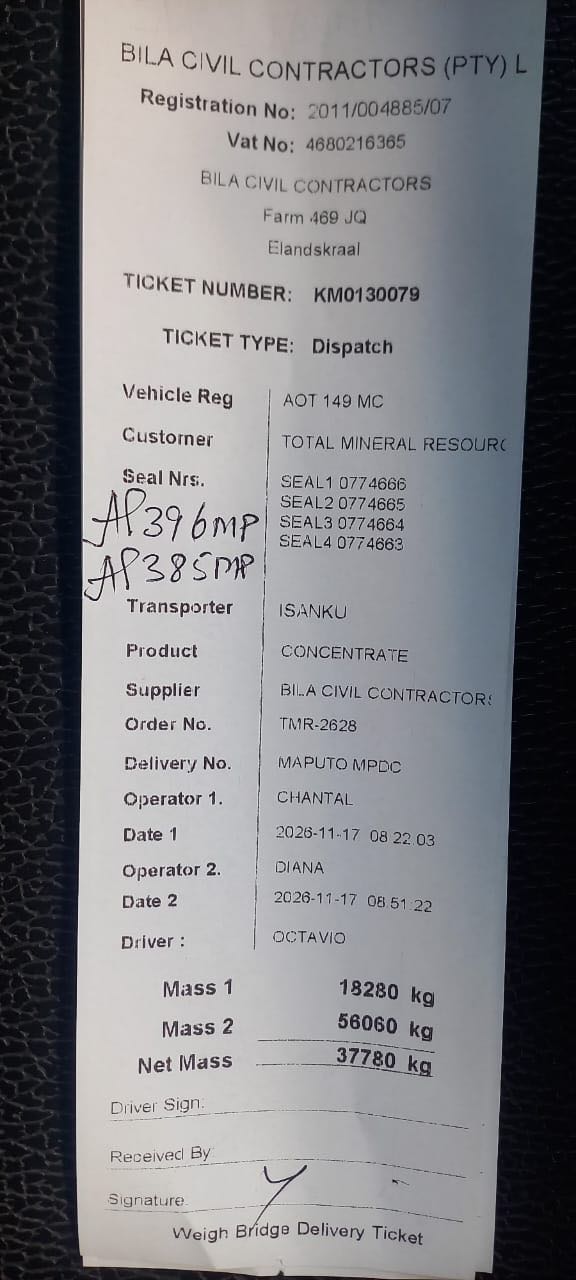 BILA CIVIL CONTRACTORS (PTY) L
Registration No: 2011/004885/07
Vat No: 4680216365
BILA CIVIL CONTRACTORS
Farm 469 JQ
Elandskraal
TICKET NUMBER: KM0130079
TICKET TYPE: Dispatch
Vehicle Reg AOT 149 MC
Customer TOTAL MINERAL RESOURC
Seal Nrs. SEAL1 0774666
SEAL2 0774665
AP396MP SEAL3 0774664
SEAL4 0774663
AP385MP
Transporter ISANKU
Product CONCENTRATE
Supplier BILA CIVIL CONTRACTORS
Order No. TMR-2628
Delivery No. MAPUTO MPDC
Operator 1. CHANTAL
Date 1 2026-11-17 08:22:03
Operator 2. DIANA
Date 2 2026-11-17 08:51:22
Driver : OCTAVIO
Mass 1 18280 kg
Mass 2 56060 kg
Net Mass 37780 kg
Driver Sign:
Received By:
Signature:
Weigh Bridge Delivery Ticket